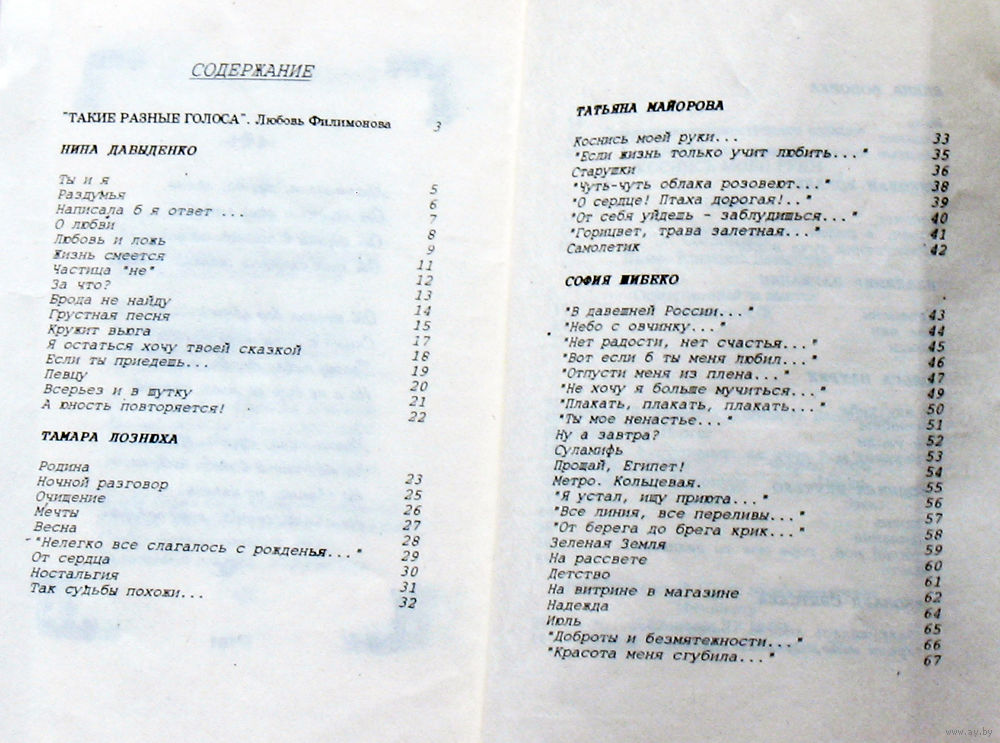 СОДЕРЖАНИЕ
"ТАКИЕ РАЗНЫЕ ГОЛОСА". Любовь Филимонова 3
НИНА ДАВЫДЕНКО
Ты и я 5
Раздумья 6
Написала б я ответ... 7
О любви 8
Любовь и ложь 9
Жизнь смеется 11
Частица "не" 12
За что? 13
Брода не найду 14
Грустная песня 15
Кружит вьюга 17
Я остаться хочу твоей сказкой 18
Если ты приедешь... 19
Певцу 20
Всерьез и в шутку 21
А юность повторяется! 22
ТАМАРА ЛОЗНЮХА
Родина 23
Ночной разговор 25
Очищение 26
Мечты 27
Весна 28
"Нелегко все слагалось с рожденья..." 29
От сердца 30
Ностальгия 31
Так судьбы похожи... 32
ТАТЬЯНА МАЙОРОВА
Коснись моей руки... 33
"Если жизнь только учит любить..." 35
Старушки 36
"Чуть-чуть облака розовеют..." 38
"О сердце! Птаха дорогая!.." 39
"От себя уйдешь - заблудишься..." 40
"Горицвет, трава залетная..." 41
Самолетик 42
СОФИЯ ШИБЕКО
"В давешней России..." 43
"Небо с овчинку..." 44
"Нет радости, нет счастья..." 45
"Вот если б ты меня любил..." 46
"Отпусти меня из плена..." 47
"Не хочу я больше мучиться..." 49
"Плакать, плакать, плакать..." 50
"Ты мое ненастье..." 51
Ну а завтра? 52
Суламифь 53
Прощай, Египет! 54
Метро. Кольцевая. 55
"Я устал, ищу приюта..." 56
"Все линия, все переливы..." 57
"От берега до брега крик..." 58
Зеленая Земля 59
На рассвете 60
Детство 61
На витрине в магазине 62
Надежда 64
Июль 65
"Доброты и безмятежности..." 66
"Красота меня сгубила..." 67
www.ay.by